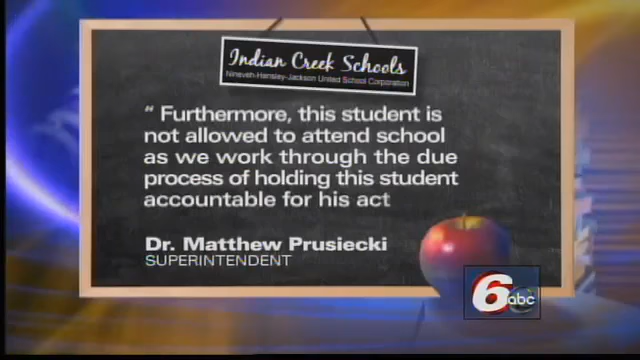 Indian Creek Schools
Nineveh-Hensley-Jackson United School Corporation
“ Furthermore, this student is
not allowed to attend school
as we work through the due
process of holding this student
accountable for his act
Dr. Matthew Prusiecki
SUPERINTENDENT
6 abc